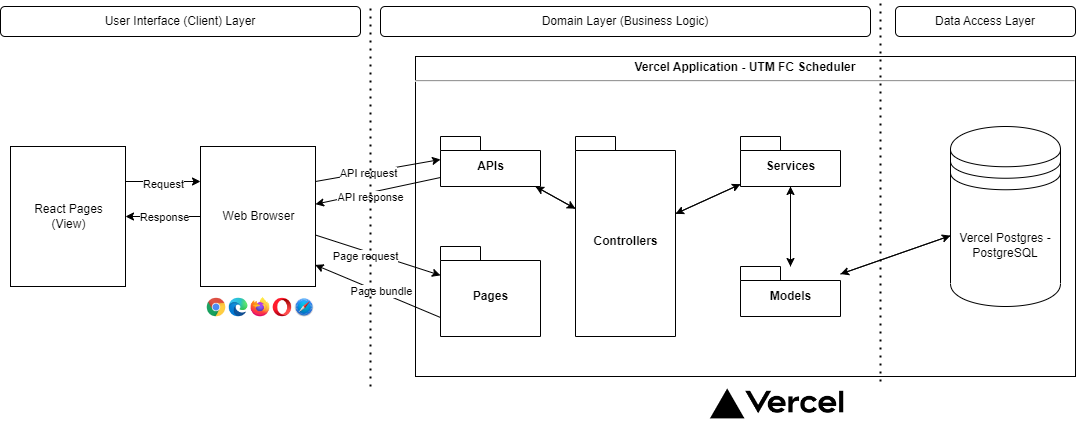 User Interface (Client) Layer
Domain Layer (Business Logic)
Data Access Layer
Vercel Application - UTM FC Scheduler
React Pages
(View)
Request
Response
Web Browser
API request
API response
Page request
Page bundle
APIs
Pages
Controllers
Services
Models
Vercel Postgres -
PostgreSQL
Vercel